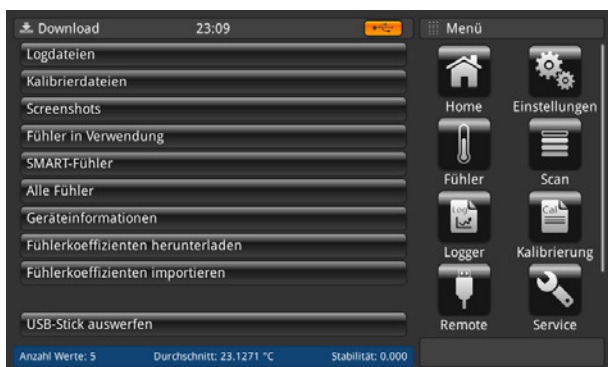 Download 23:09
Logdateien
Kalibrierdateien
Screenshots
Fühler in Verwendung
SMART-Fühler
Alle Fühler
Geräteinformationen
Fühlerkoeffizienten herunterladen
Fühlerkoeffizienten importieren
USB-Stick auswerfen
Anzahl Werte: 5 Durchschnitt: 23.1271 °C Stabilität: 0.000
Menü
Home Einstellungen
Fühler Scan
Log Cal
Logger Kalibrierung
Remote Service